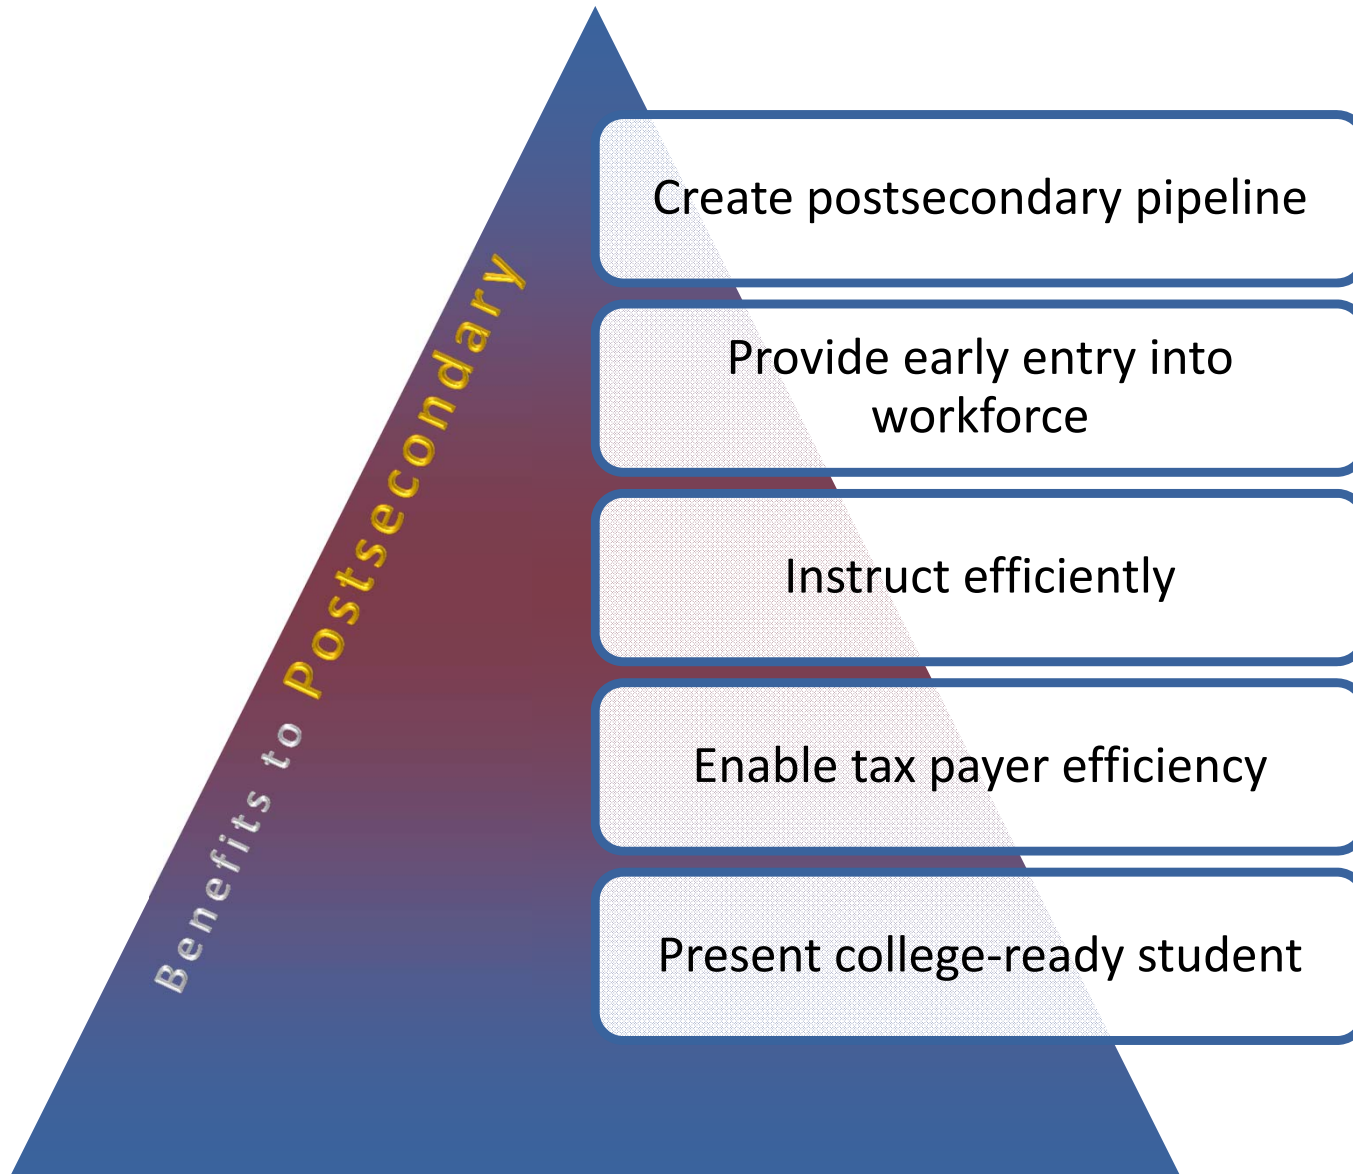 Benefits to Postsecondary
Create postsecondary pipeline
Provide early entry into
workforce
Instruct efficiently
Enable tax payer efficiency
Present college-ready student